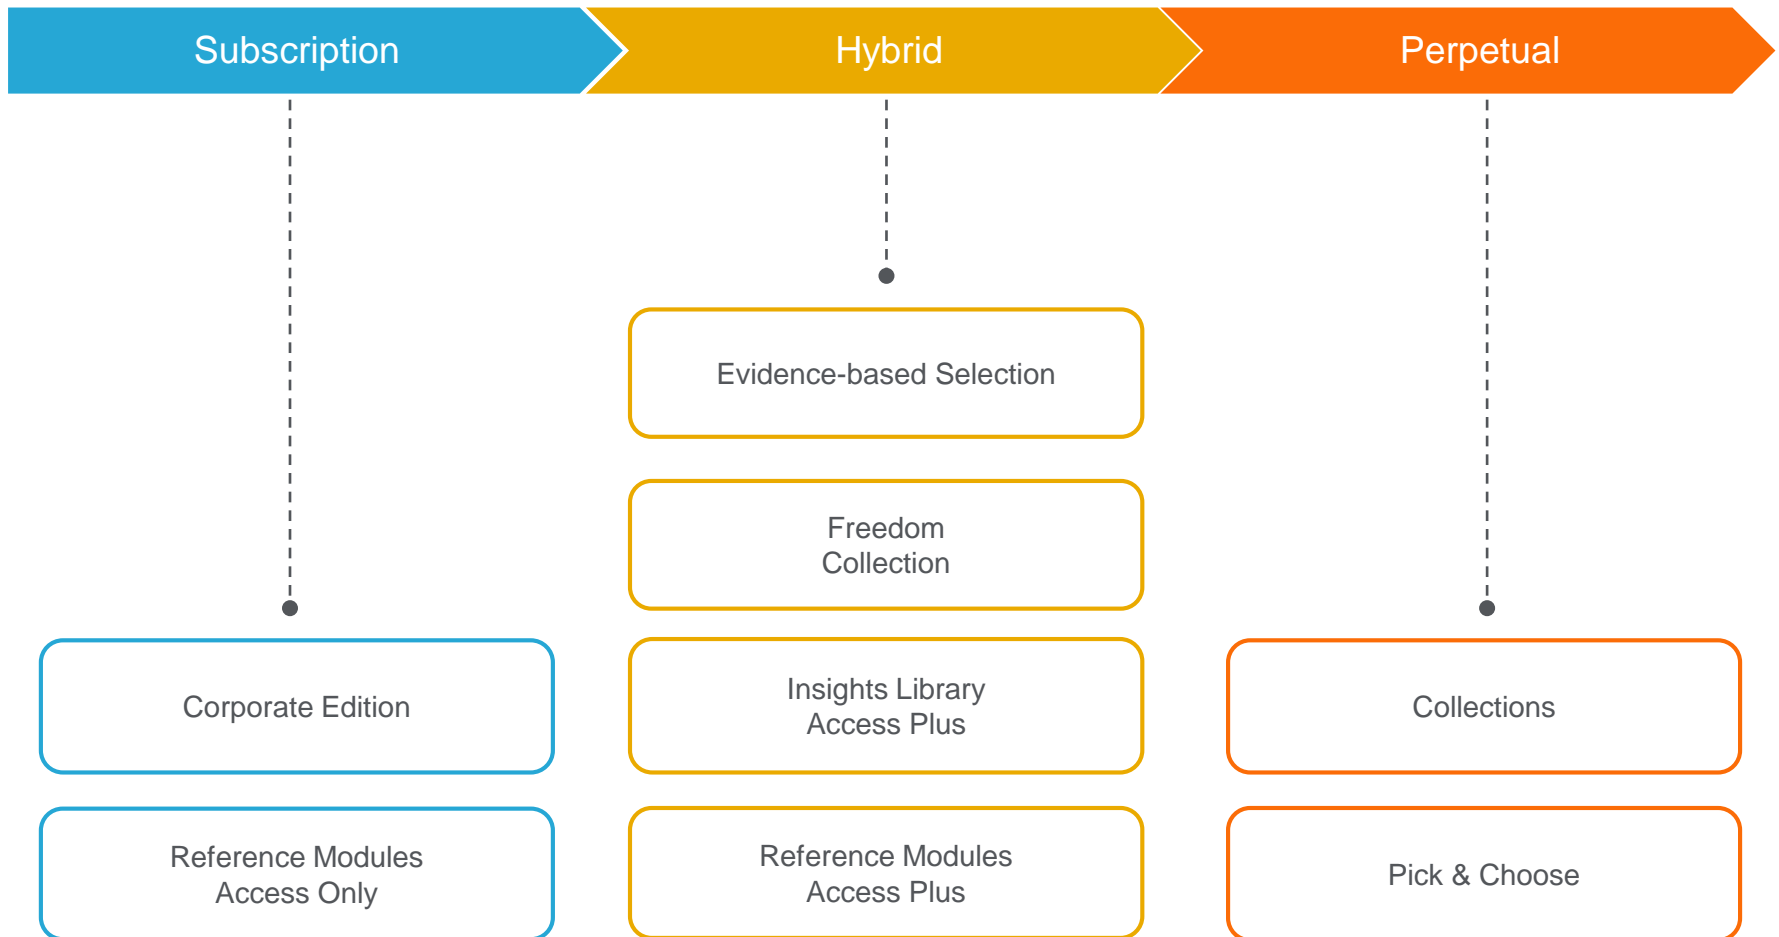 Subscription
Hybrid
Perpetual
Evidence-based Selection
Freedom
Collection
Corporate Edition
Insights Library
Access Plus
Collections
Reference Modules
Access Only
Reference Modules
Access Plus
Pick & Choose